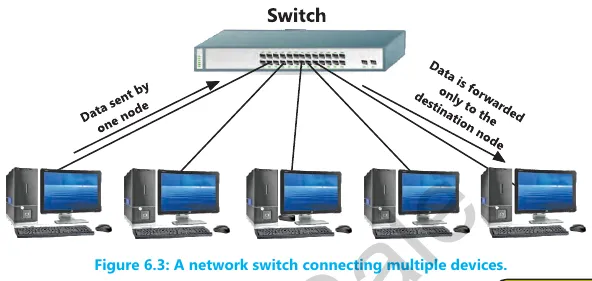 Switch
Data sent by
one node
Data is forwarded
only to the
destination node
Figure 6.3: A network switch connecting multiple devices.